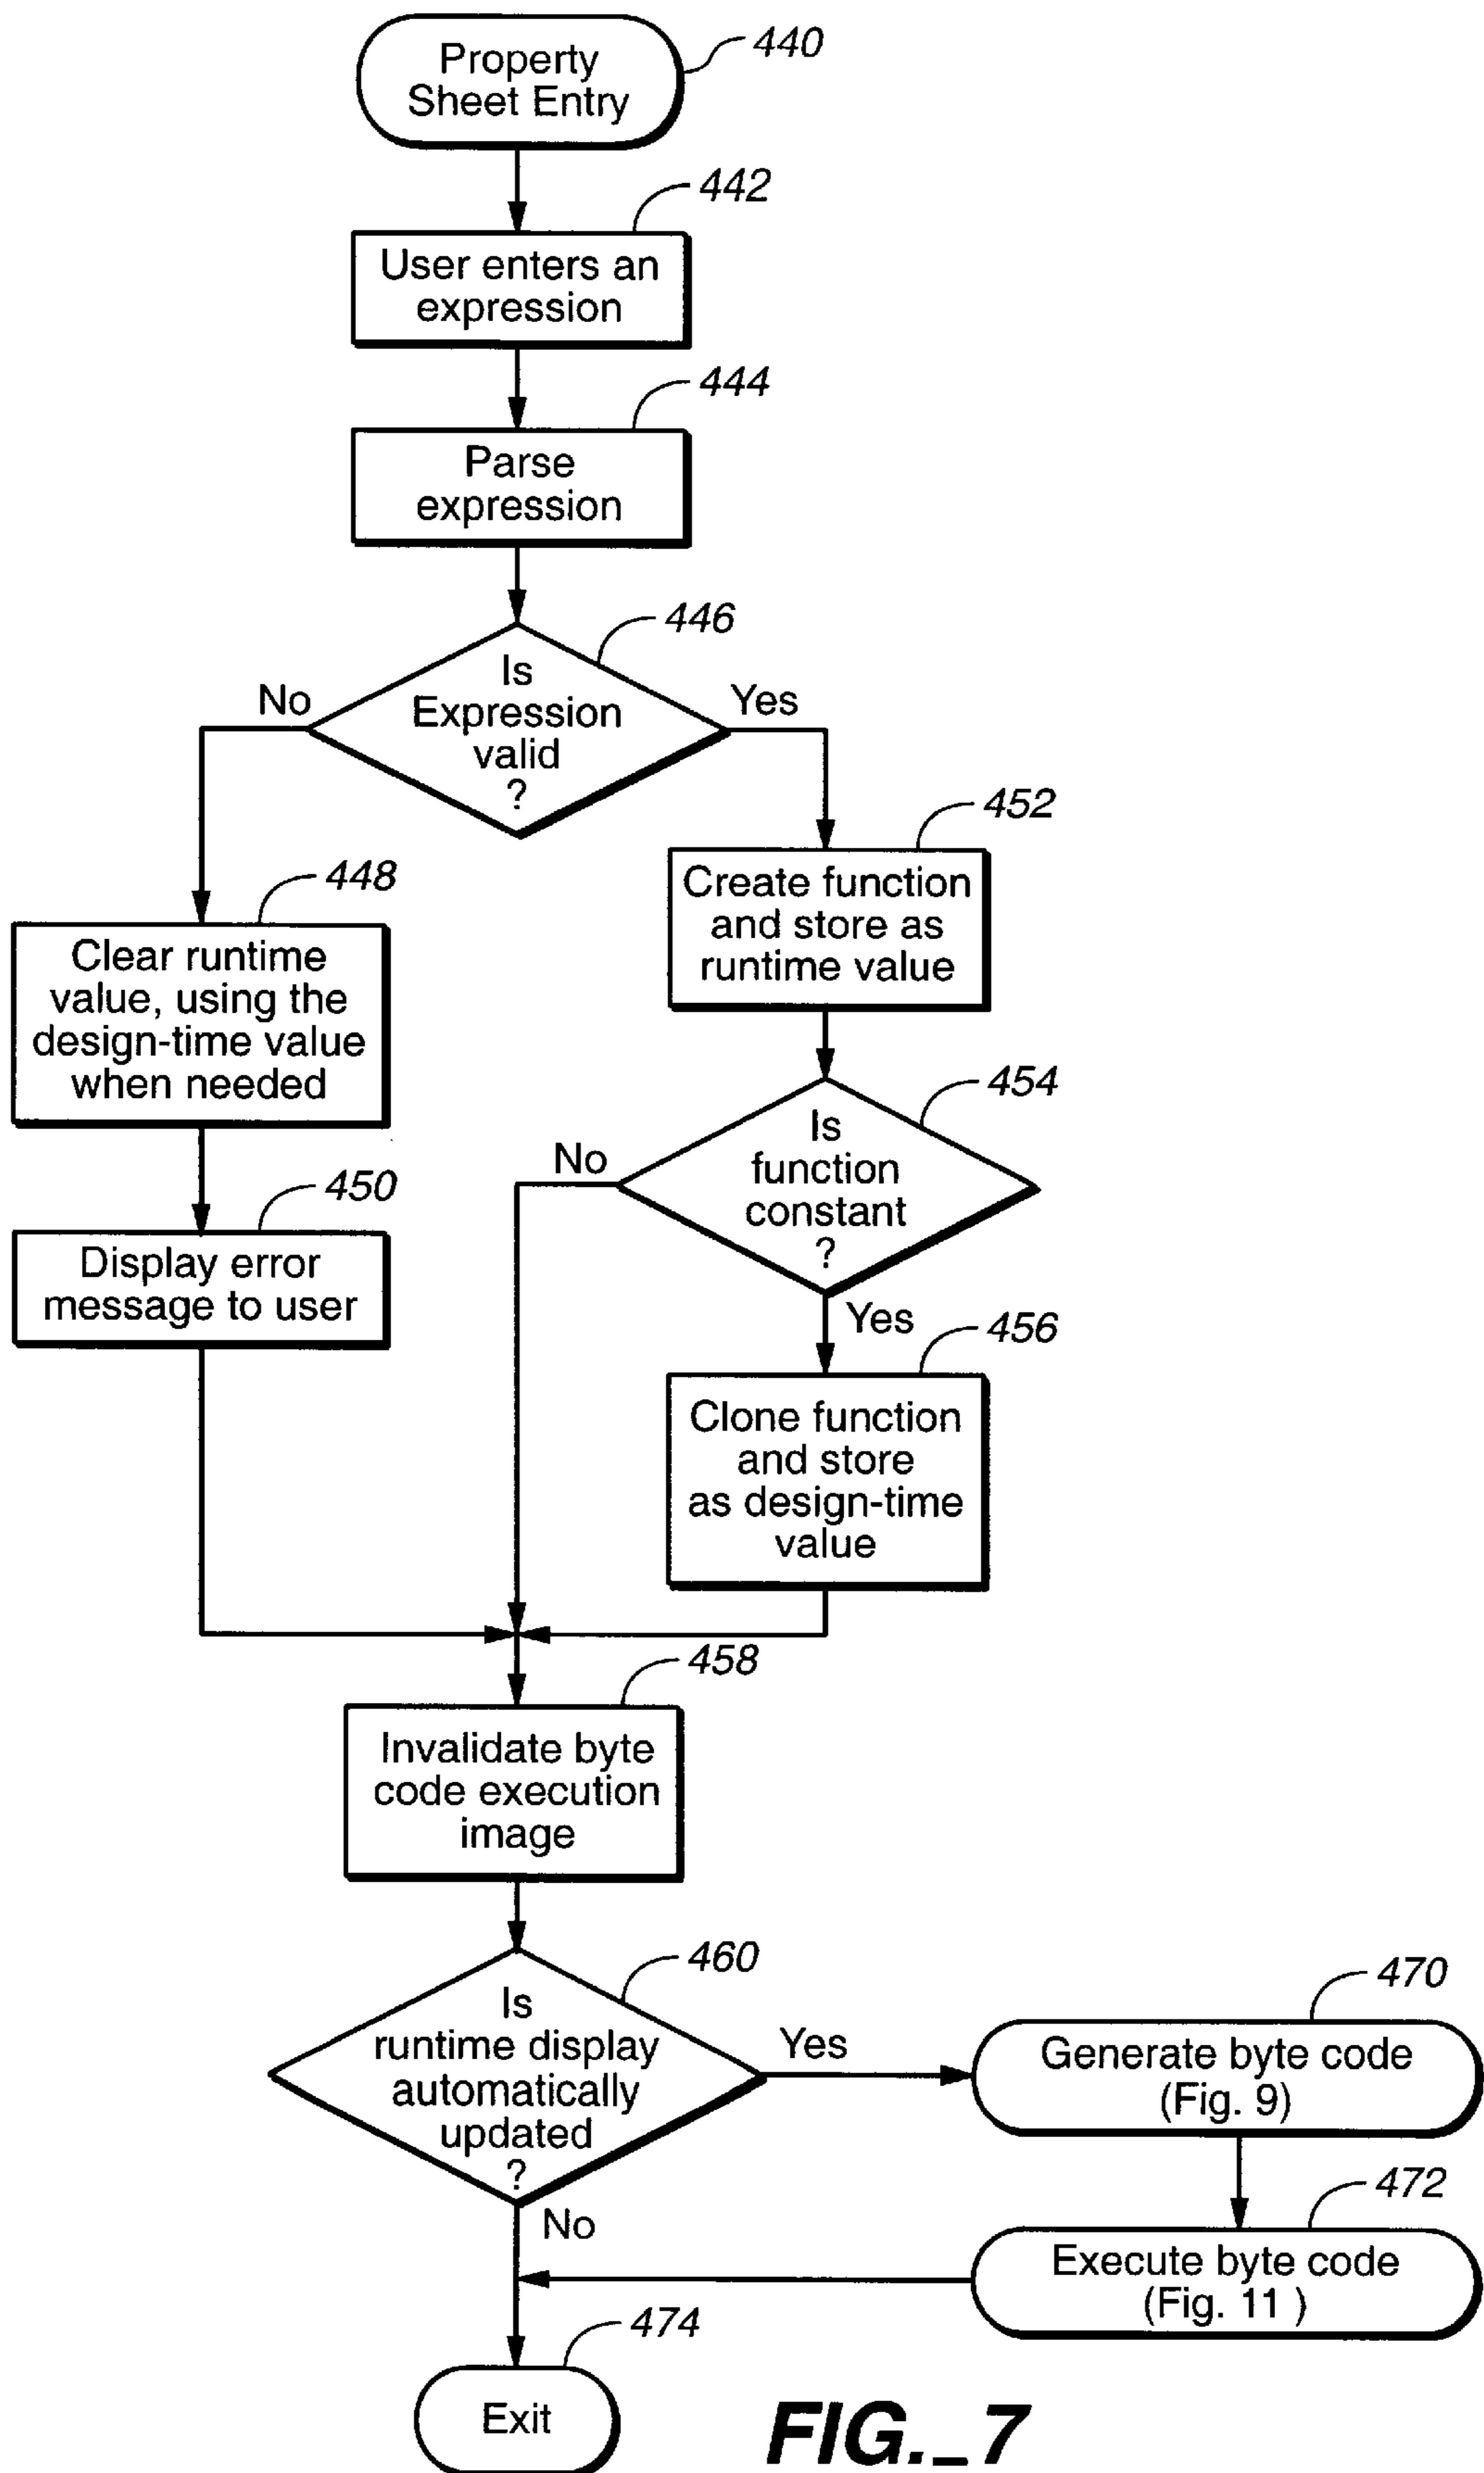 Property
Sheet Entry
440
442
User enters an
expression
444
Parse
expression
446
Is
Expression
valid
?
No
Yes
448
Clear runtime
value, using the
design-time value
when needed
450
Display error
message to user
452
Create function
and store as
runtime value
454
Is
function
constant
?
No
Yes
456
Clone function
and store
as design-time
value
458
Invalidate byte
code execution
image
460
Is
runtime display
automatically
updated
?
Yes
No
470
Generate byte code
(Fig. 9)
472
Execute byte code
(Fig. 11 )
474
Exit
FIG._7